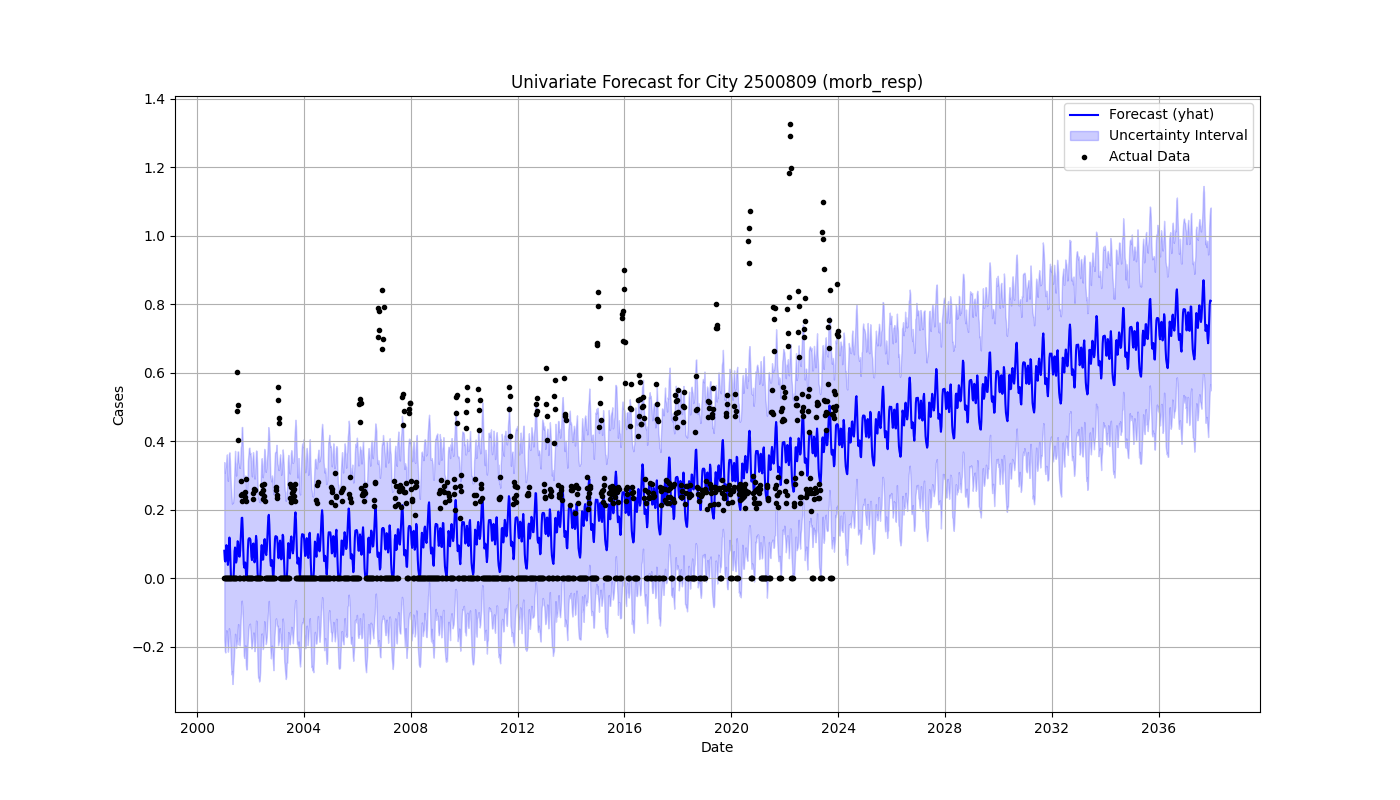 Univariate Forecast for City 2500809 (morb_resp)
Forecast (yhat)
Uncertainty Interval
Actual Data
Cases
1.4
1.2
1.0
0.8
0.6
0.4
0.2
0.0
−0.2
2000 2004 2008 2012 2016 2020 2024 2028 2032 2036
Date